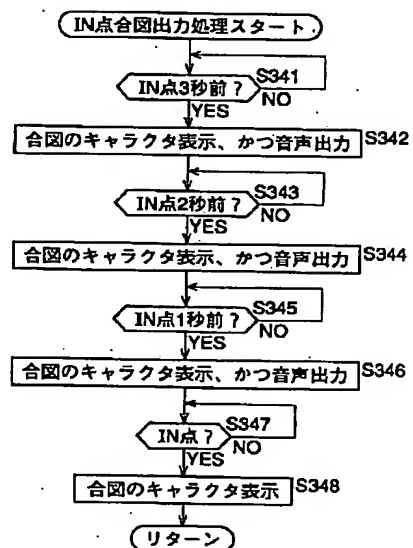 IN点合図出力処理スタート
S341
IN点3秒前？
NO
YES
合図のキャラクタ表示、かつ音声出力 S342
S343
IN点2秒前？
NO
YES
合図のキャラクタ表示、かつ音声出力 S344
S345
IN点1秒前？
NO
YES
合図のキャラクタ表示、かつ音声出力 S346
S347
IN点？
NO
YES
合図のキャラクタ表示 S348
リターン